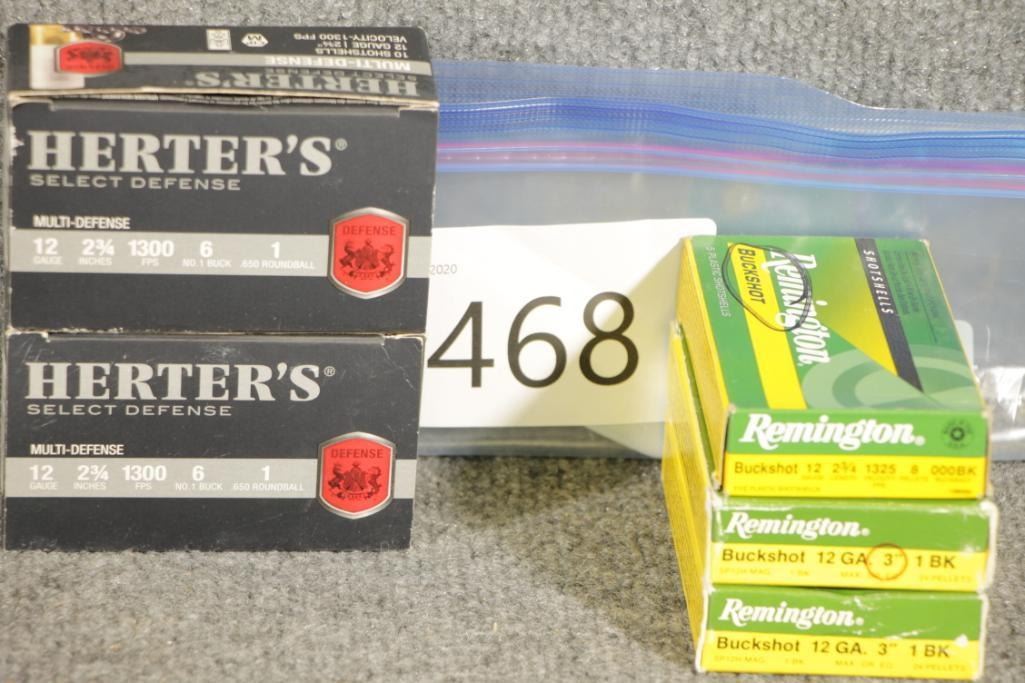 HERTER'S
SELECT DEFENSE
MULTI-DEFENSE
10 SHOTSHELLS
12 GAUGE | 2¾"
VELOCITY-1300 FPS
HERTER'S®
SELECT DEFENSE
MULTI-DEFENSE
12 2¾ 1300 6 1
GAUGE INCHES FPS NO.1 BUCK .650 ROUNDBALL
DEFENSE
HERTER'S®
SELECT DEFENSE
MULTI-DEFENSE
12 2¾ 1300 6 1
GAUGE INCHES FPS NO.1 BUCK .650 ROUNDBALL
DEFENSE
2020
468
5 PLASTIC SHOTSHELLS
BUCKSHOT
Remington
SHOTSHELLS
Remington®
Buckshot 12 2¾ 1325 8 000BK
Remington®
Buckshot 12 GA. 3" 1 BK
Remington®
Buckshot 12 GA. 3" 1 BK